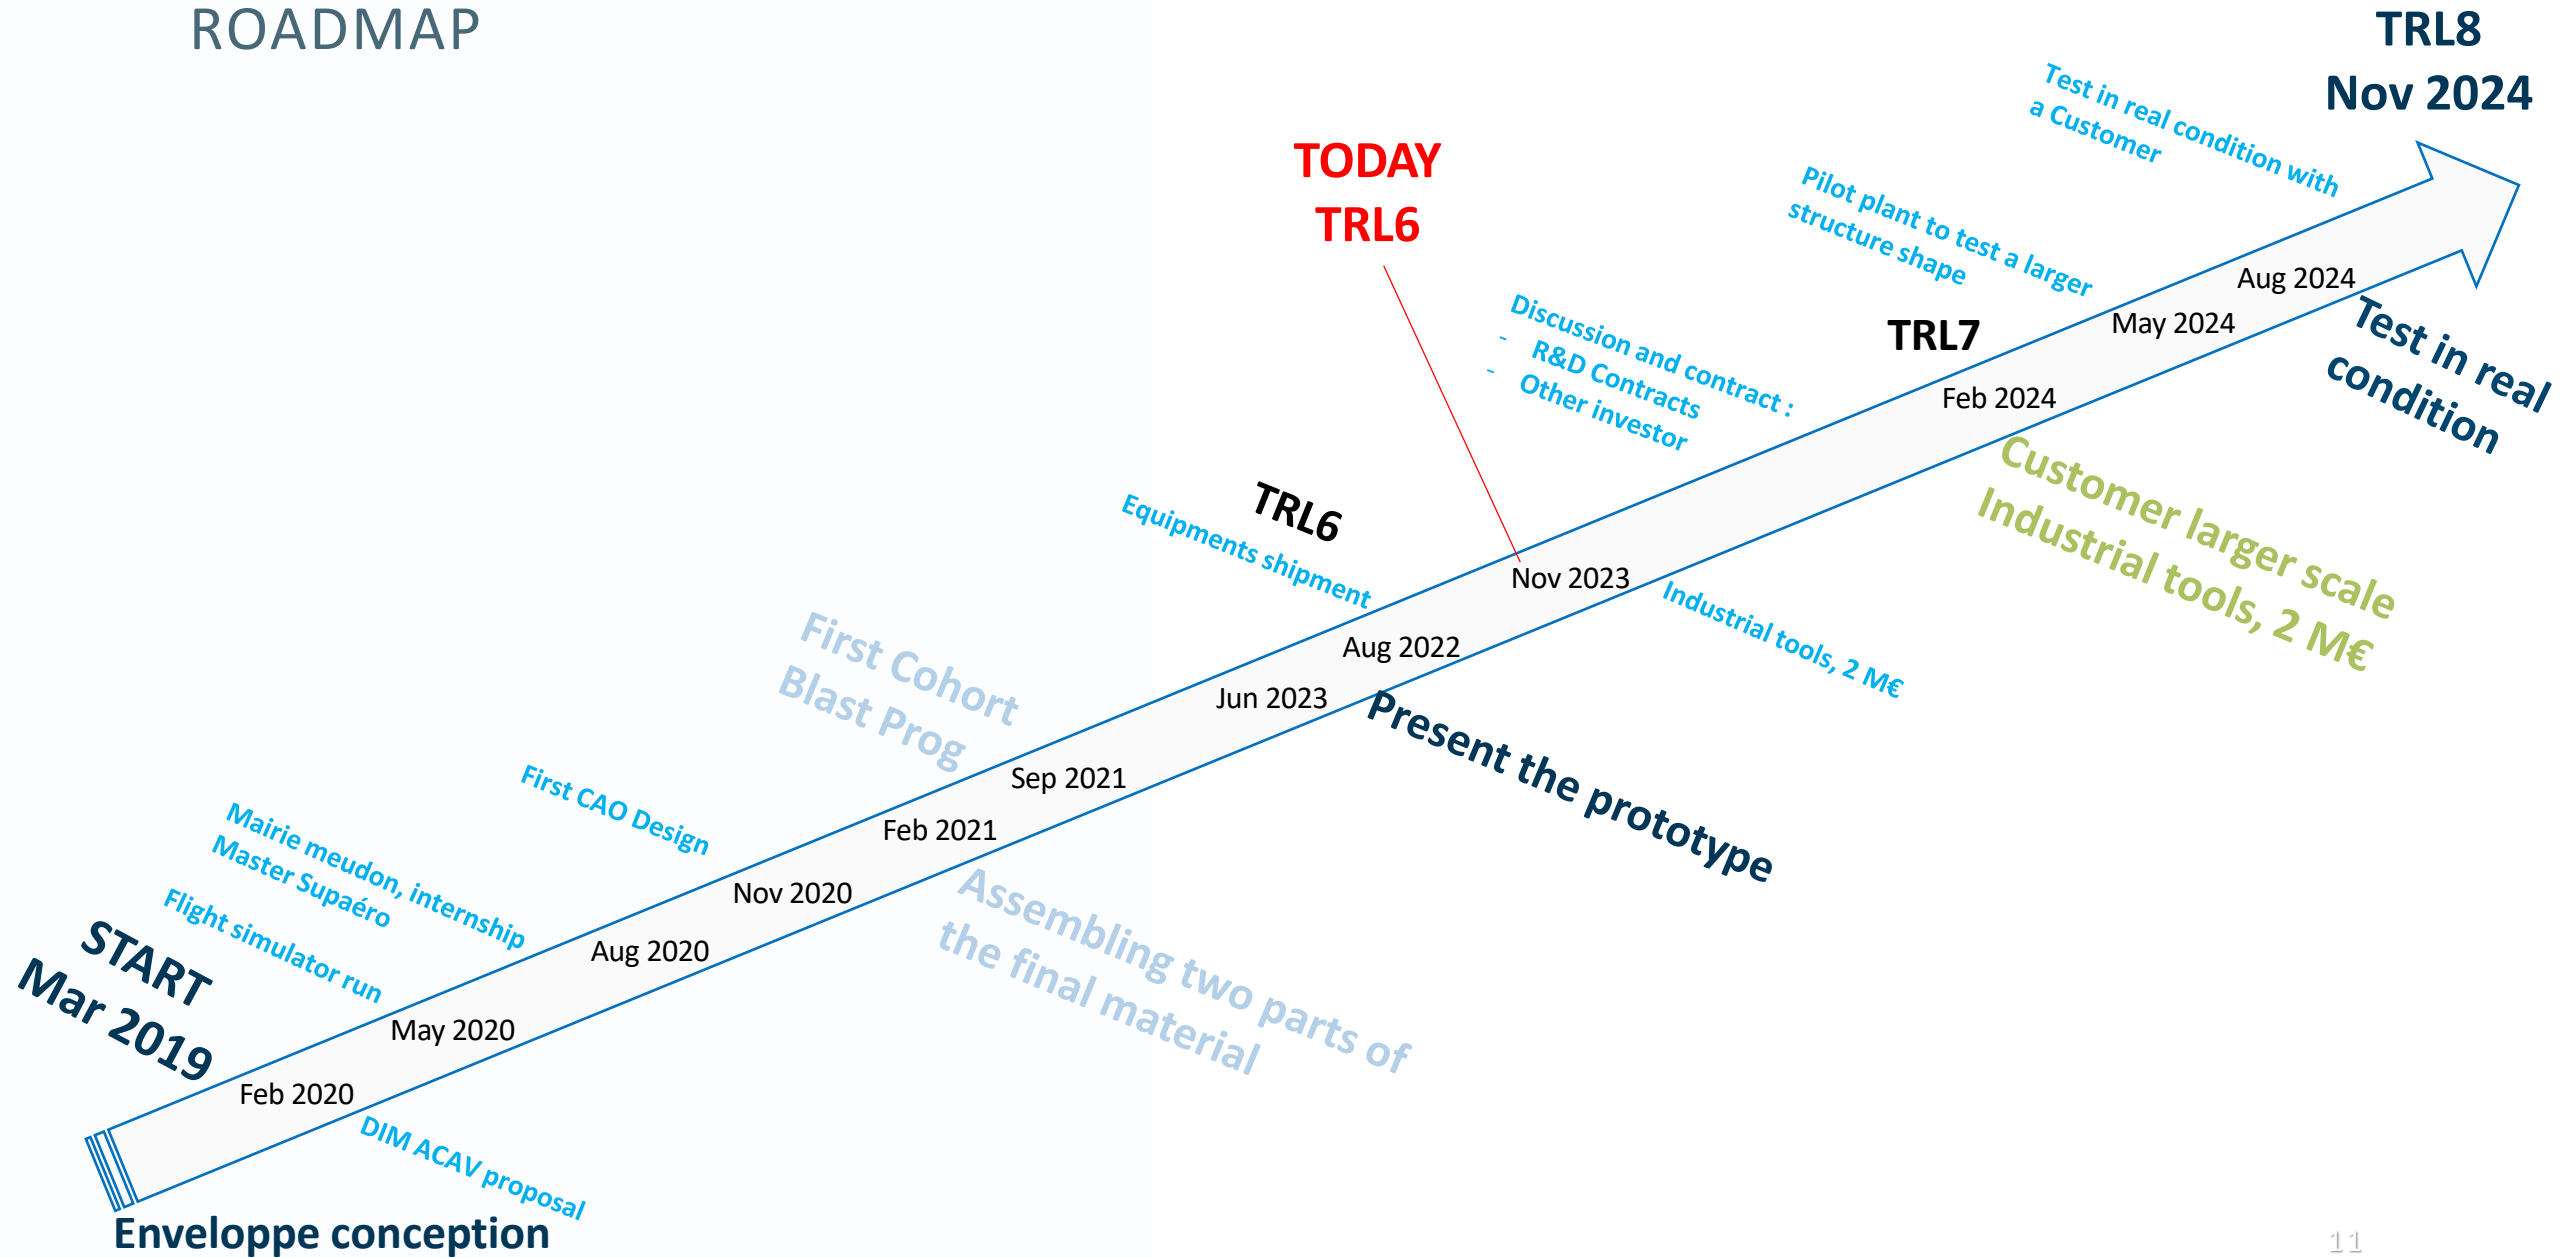 ROADMAP
TRL8
Nov 2024
Test in real condition with
a Customer
TODAY
TRL6
Pilot plant to test a larger
structure shape
Aug 2024
Discussion and contract :
- R&D Contracts
- Other investor
TRL7
May 2024
Test in real
condition
Feb 2024
Customer larger scale
Industrial tools, 2 M€
TRL6
Equipments shipment
Nov 2023
Industrial tools, 2 M€
Aug 2022
First Cohort
Blast Prog
Jun 2023
Present the prototype
Sep 2021
First CAO Design
Feb 2021
Mairie meudon, internship
Master Supaéro
Nov 2020
Assembling two parts of
the final material
Flight simulator run
Aug 2020
START
Mar 2019
May 2020
Feb 2020
DIM ACAV proposal
Enveloppe conception
11